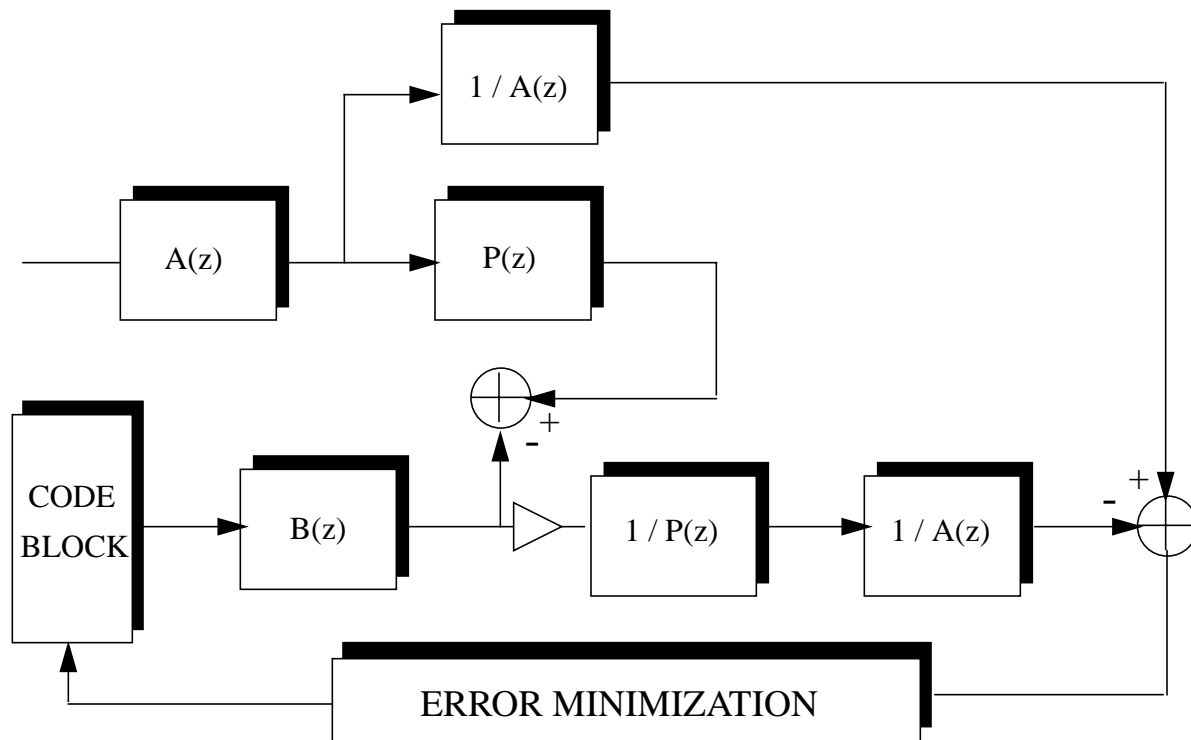 1 / A(z)
A(z)
P(z)
- +
CODE
BLOCK
B(z)
1 / P(z)
1 / A(z)
- +
ERROR MINIMIZATION